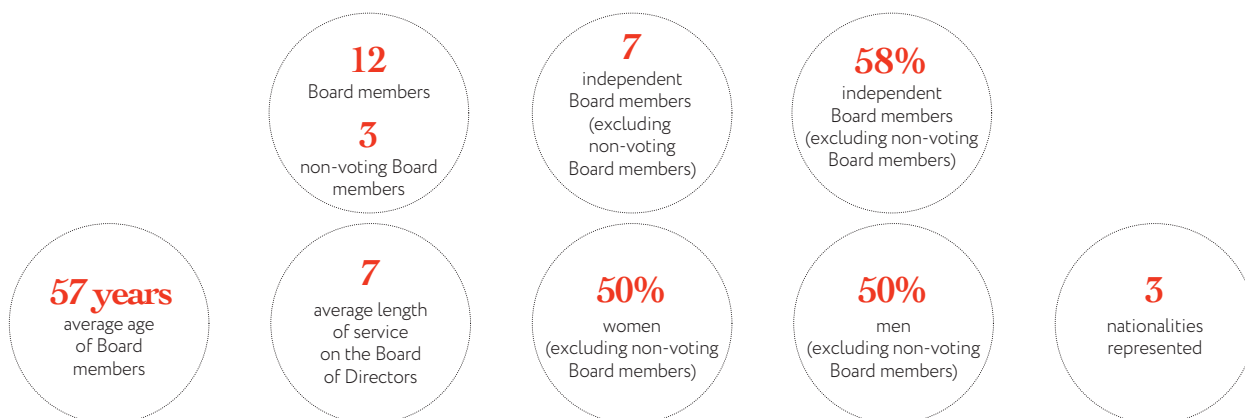 12
Board members
3
non-voting Board
members
7
independent
Board members
(excluding
non-voting
Board members)
58%
independent
Board members
(excluding non-voting
Board members)
57 years
average age
of Board
members
7
average length
of service
on the Board
of Directors
50%
women
(excluding non-voting
Board members)
50%
men
(excluding non-voting
Board members)
3
nationalities
represented